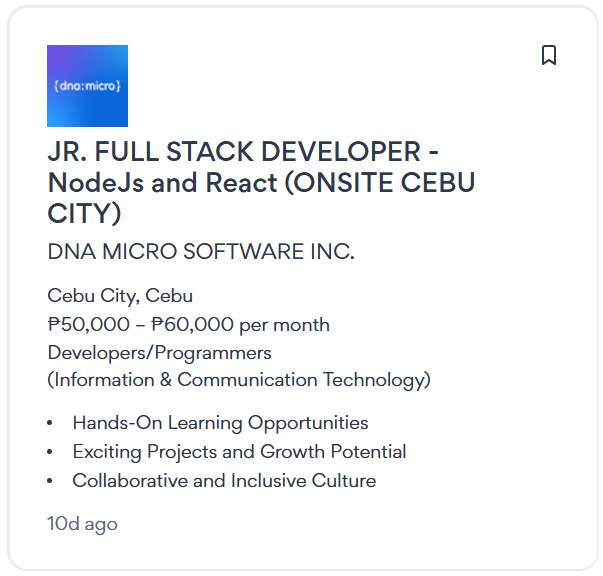 {dna:micro}
JR. FULL STACK DEVELOPER -
NodeJs and React (ONSITE CEBU
CITY)
DNA MICRO SOFTWARE INC.
Cebu City, Cebu
₱50,000 – ₱60,000 per month
Developers/Programmers
(Information & Communication Technology)
• Hands-On Learning Opportunities
• Exciting Projects and Growth Potential
• Collaborative and Inclusive Culture
10d ago